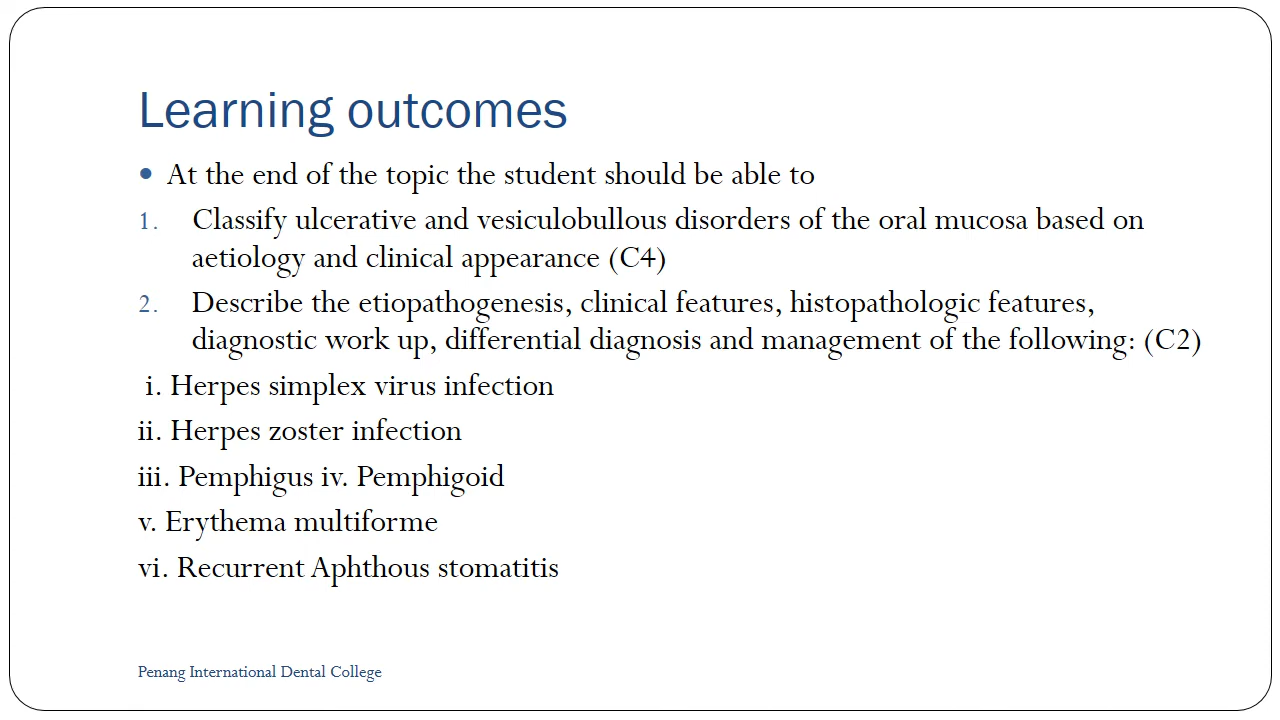 Learning outcomes
• At the end of the topic the student should be able to
1. Classify ulcerative and vesiculobullous disorders of the oral mucosa based on
aetiology and clinical appearance (C4)
2. Describe the etiopathogenesis, clinical features, histopathologic features,
diagnostic work up, differential diagnosis and management of the following: (C2)
i. Herpes simplex virus infection
ii. Herpes zoster infection
iii. Pemphigus iv. Pemphigoid
v. Erythema multiforme
vi. Recurrent Aphthous stomatitis
Penang International Dental College